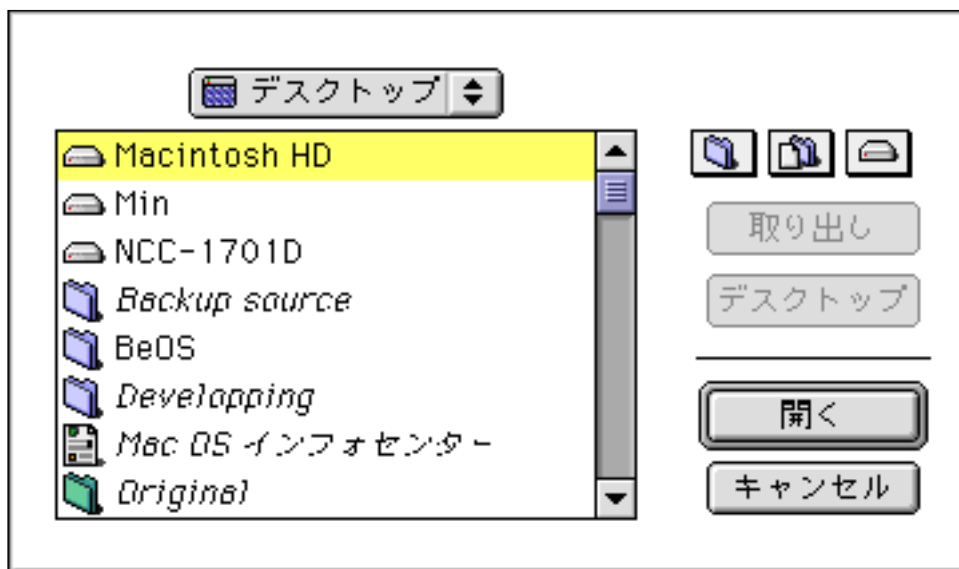 デスクトップ
Macintosh HD
Min
NCC-1701D
Backup source
BeOS
Developping
Mac OS インフォセンター
Original
取り出し
デスクトップ
開く
キャンセル